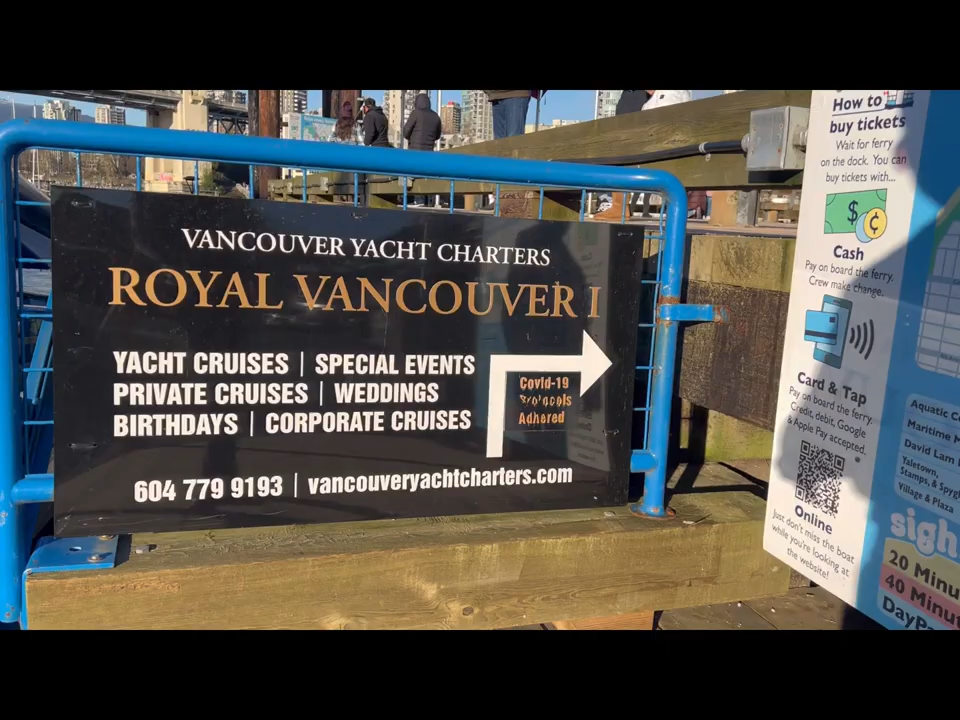 VANCOUVER YACHT CHARTERS
ROYAL VANCOUVER I
YACHT CRUISES | SPECIAL EVENTS
PRIVATE CRUISES | WEDDINGS
BIRTHDAYS | CORPORATE CRUISES
Covid-19
Protocols
Adhered
604 779 9193 | vancouveryachtcharters.com
How to
buy tickets
Wait for ferry
on the dock. You can
buy tickets with...
$
¢
Cash
Pay on board the ferry.
Crew make change.
Card & Tap
Pay on board the ferry.
Credit, debit, Google
& Apple Pay accepted.
Online
Just don't miss the boat
while you're looking at
the website!
Aquatic
Maritime
David Lam
Yaletown,
Stamps, &
Village & Plaza
sigh
20
40